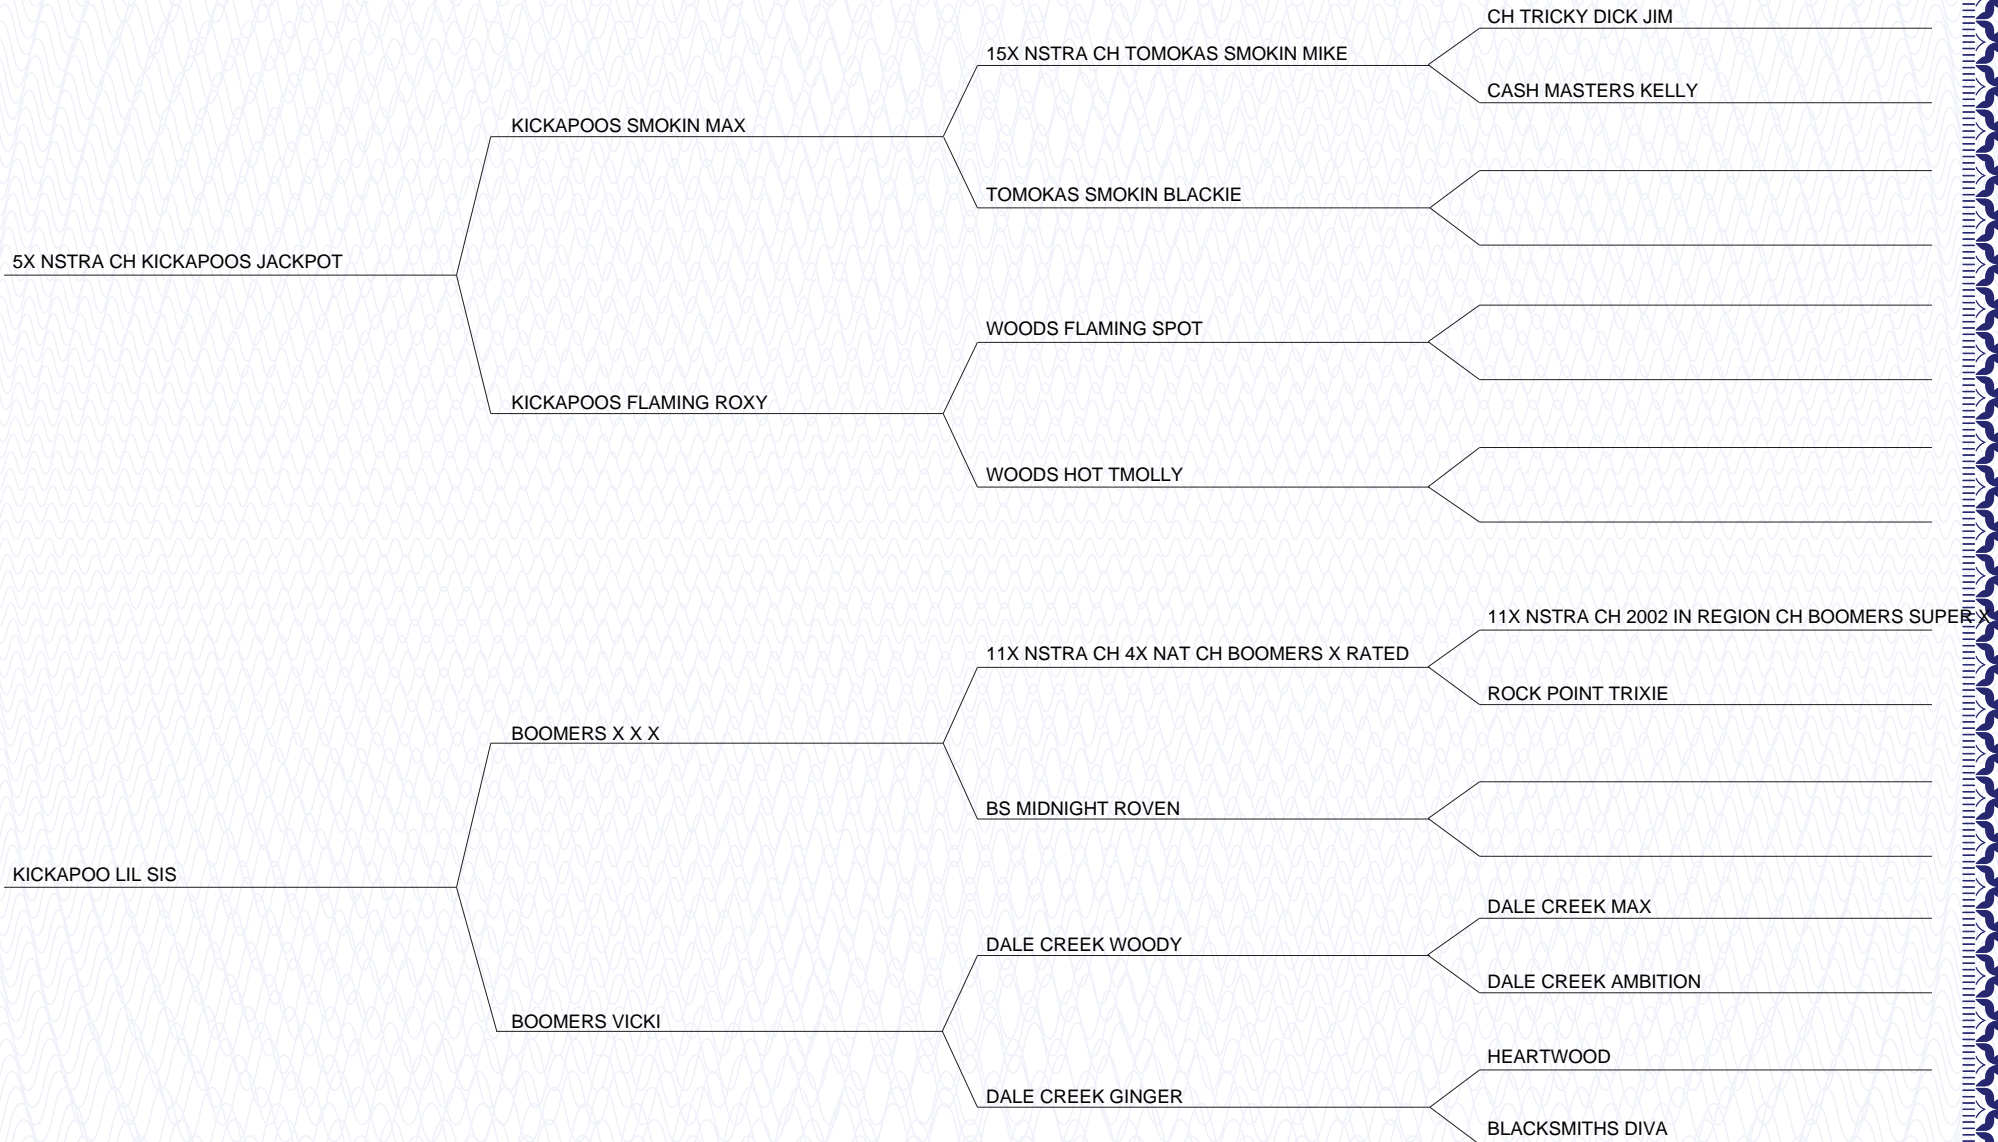 CH TRICKY DICK JIM
15X NSTRA CH TOMOKAS SMOKIN MIKE
CASH MASTERS KELLY
KICKAPOOS SMOKIN MAX
TOMOKAS SMOKIN BLACKIE
5X NSTRA CH KICKAPOOS JACKPOT
WOODS FLAMING SPOT
KICKAPOOS FLAMING ROXY
WOODS HOT TMOLLY
11X NSTRA CH 2002 IN REGION CH BOOMERS SUPER X
11X NSTRA CH 4X NAT CH BOOMERS X RATED
ROCK POINT TRIXIE
BOOMERS X X X
BS MIDNIGHT ROVEN
KICKAPOO LIL SIS
DALE CREEK MAX
DALE CREEK WOODY
DALE CREEK AMBITION
BOOMERS VICKI
HEARTWOOD
DALE CREEK GINGER
BLACKSMITHS DIVA